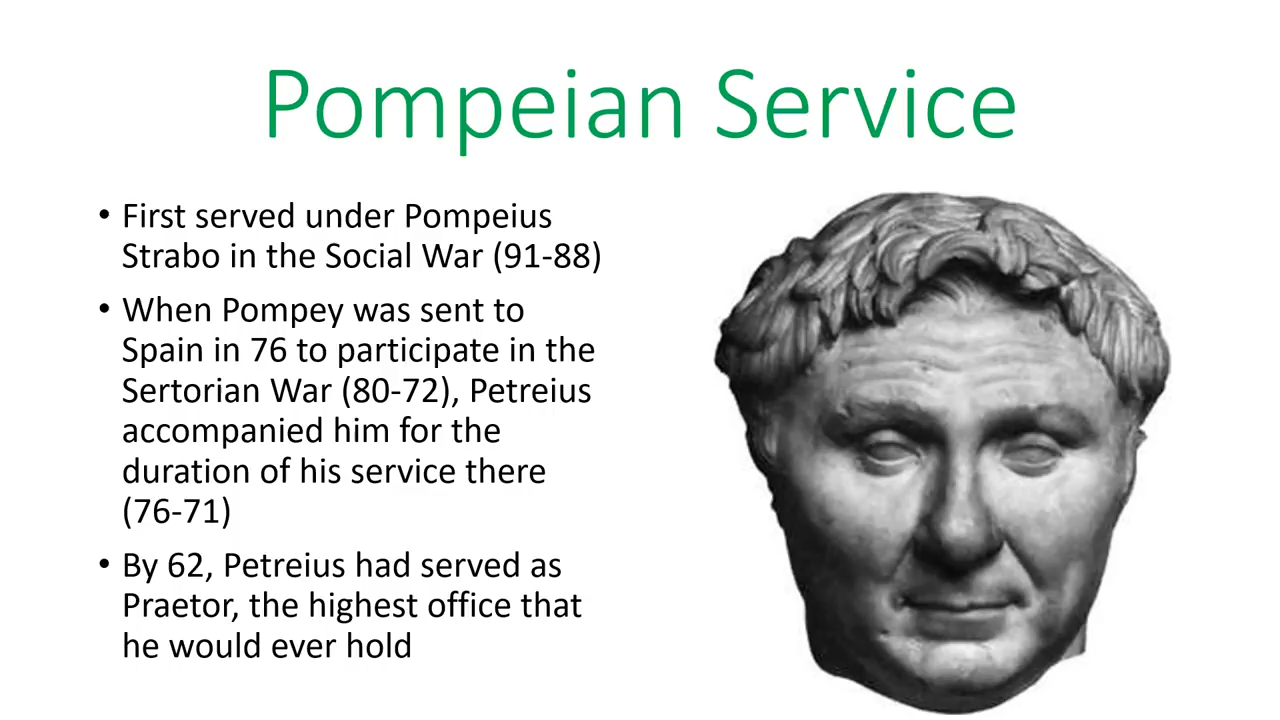 Pompeian Service
• First served under Pompeius
Strabo in the Social War (91-88)
• When Pompey was sent to
Spain in 76 to participate in the
Sertorian War (80-72), Petreius
accompanied him for the
duration of his service there
(76-71)
• By 62, Petreius had served as
Praetor, the highest office that
he would ever hold